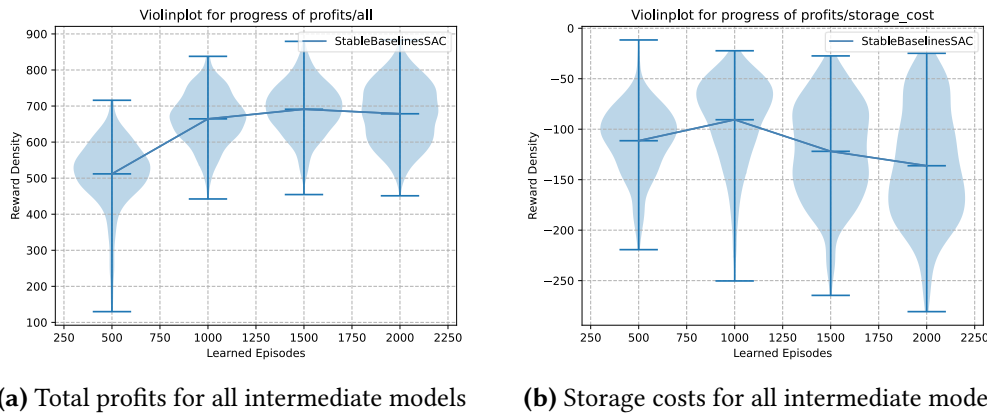 Violinplot for progress of profits/all
StableBaselinesSAC
Reward Density
900
800
700
600
500
400
300
200
100
250 500 750 1000 1250 1500 1750 2000 2250
Learned Episodes
(a) Total profits for all intermediate models
Violinplot for progress of profits/storage_cost
StableBaselinesSAC
Reward Density
0
−50
−100
−150
−200
−250
250 500 750 1000 1250 1500 1750 2000 225
Learned Episodes
(b) Storage costs for all intermediate mode